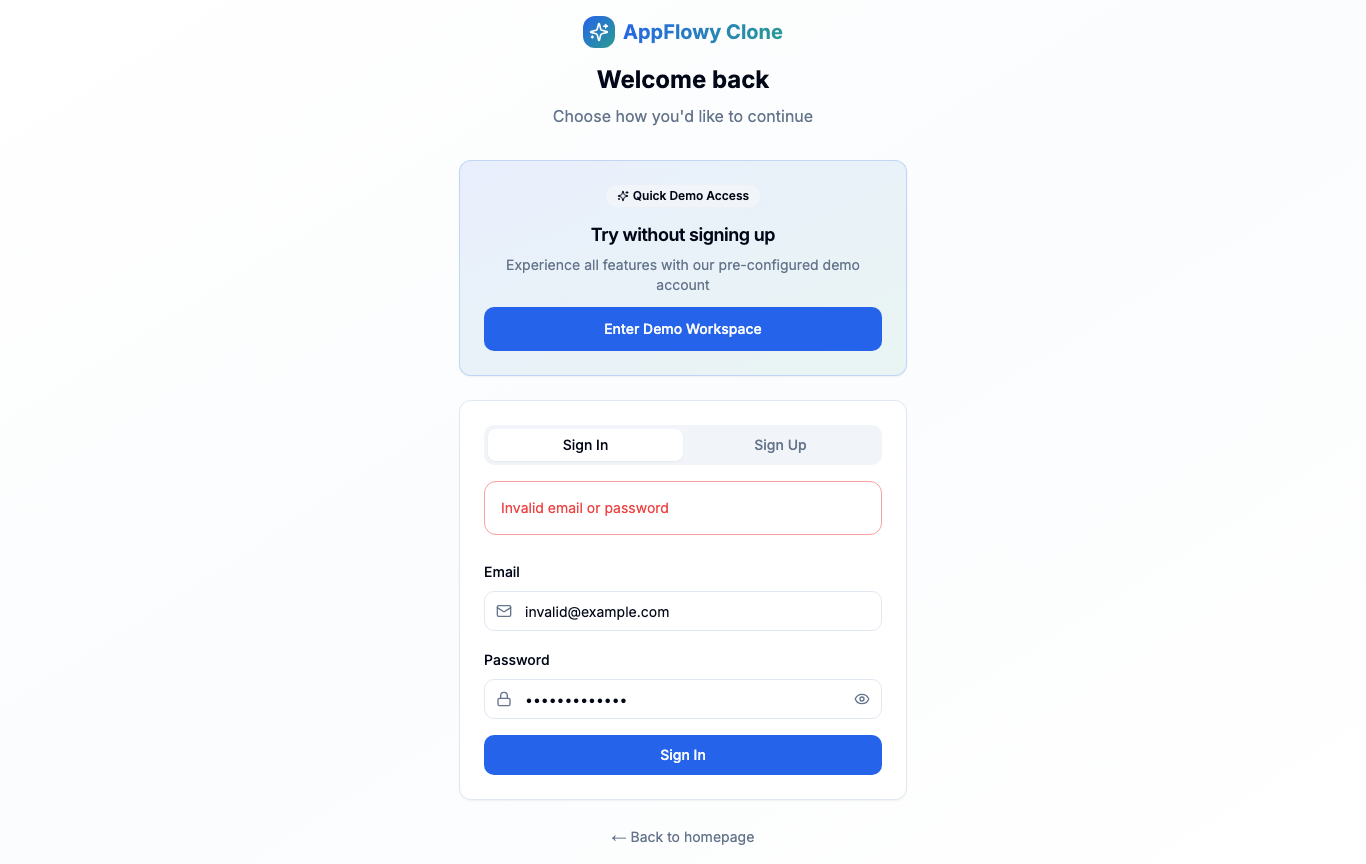 AppFlowy Clone
Welcome back
Choose how you'd like to continue
Quick Demo Access
Try without signing up
Experience all features with our pre-configured demo
account
Enter Demo Workspace
Sign In
Sign Up
Invalid email or password
Email
invalid@example.com
Password
•••••••••••••
Sign In
← Back to homepage